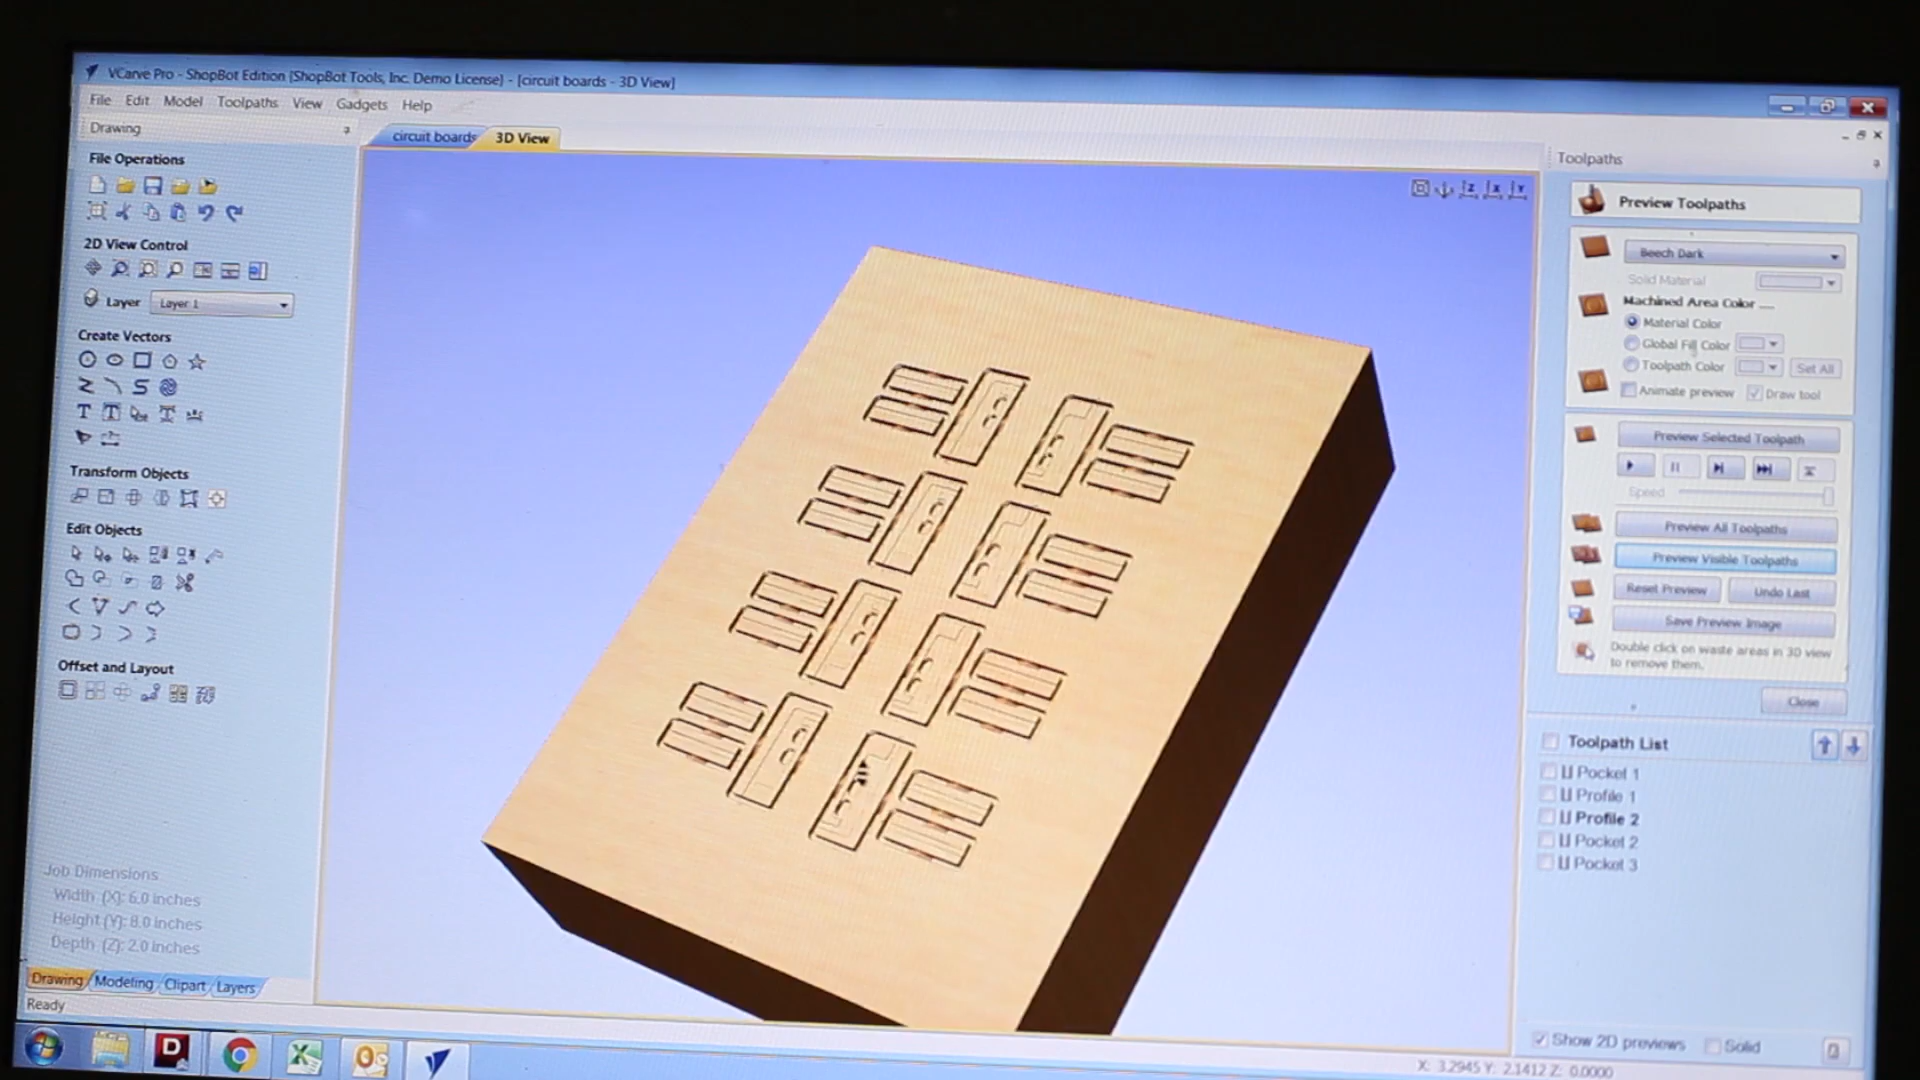 VCarve Pro - ShopBot Edition {ShopBot Tools, Inc. Demo License} - [circuit boards - 3D View]
File Edit Model Toolpaths View Gadgets Help
Drawing
circuit boards 3D View
File Operations
2D View Control
Layer Layer 1
Create Vectors
Transform Objects
Edit Objects
Offset and Layout
Job Dimensions
Width (X): 6.0 inches
Height (Y): 8.0 inches
Depth (Z): 2.0 inches
Drawing Modeling Clipart Layers
Ready
Toolpaths
Preview Toolpaths
Beech Dark
Solid Material
Machined Area Color ....
Material Color
Global Fill Color
Toolpath Color Set All
Animate preview Draw tool
Preview Selected Toolpath
Speed
Preview All Toolpaths
Preview Visible Toolpaths
Reset Preview Undo Last
Save Preview Image
Double click on waste areas in 3D view
to remove them.
Close
Toolpath List
Pocket 1
Profile 1
Profile 2
Pocket 2
Pocket 3
Show 2D previews Solid
X: 3.2945 Y: 2.1412 Z: 0.0000